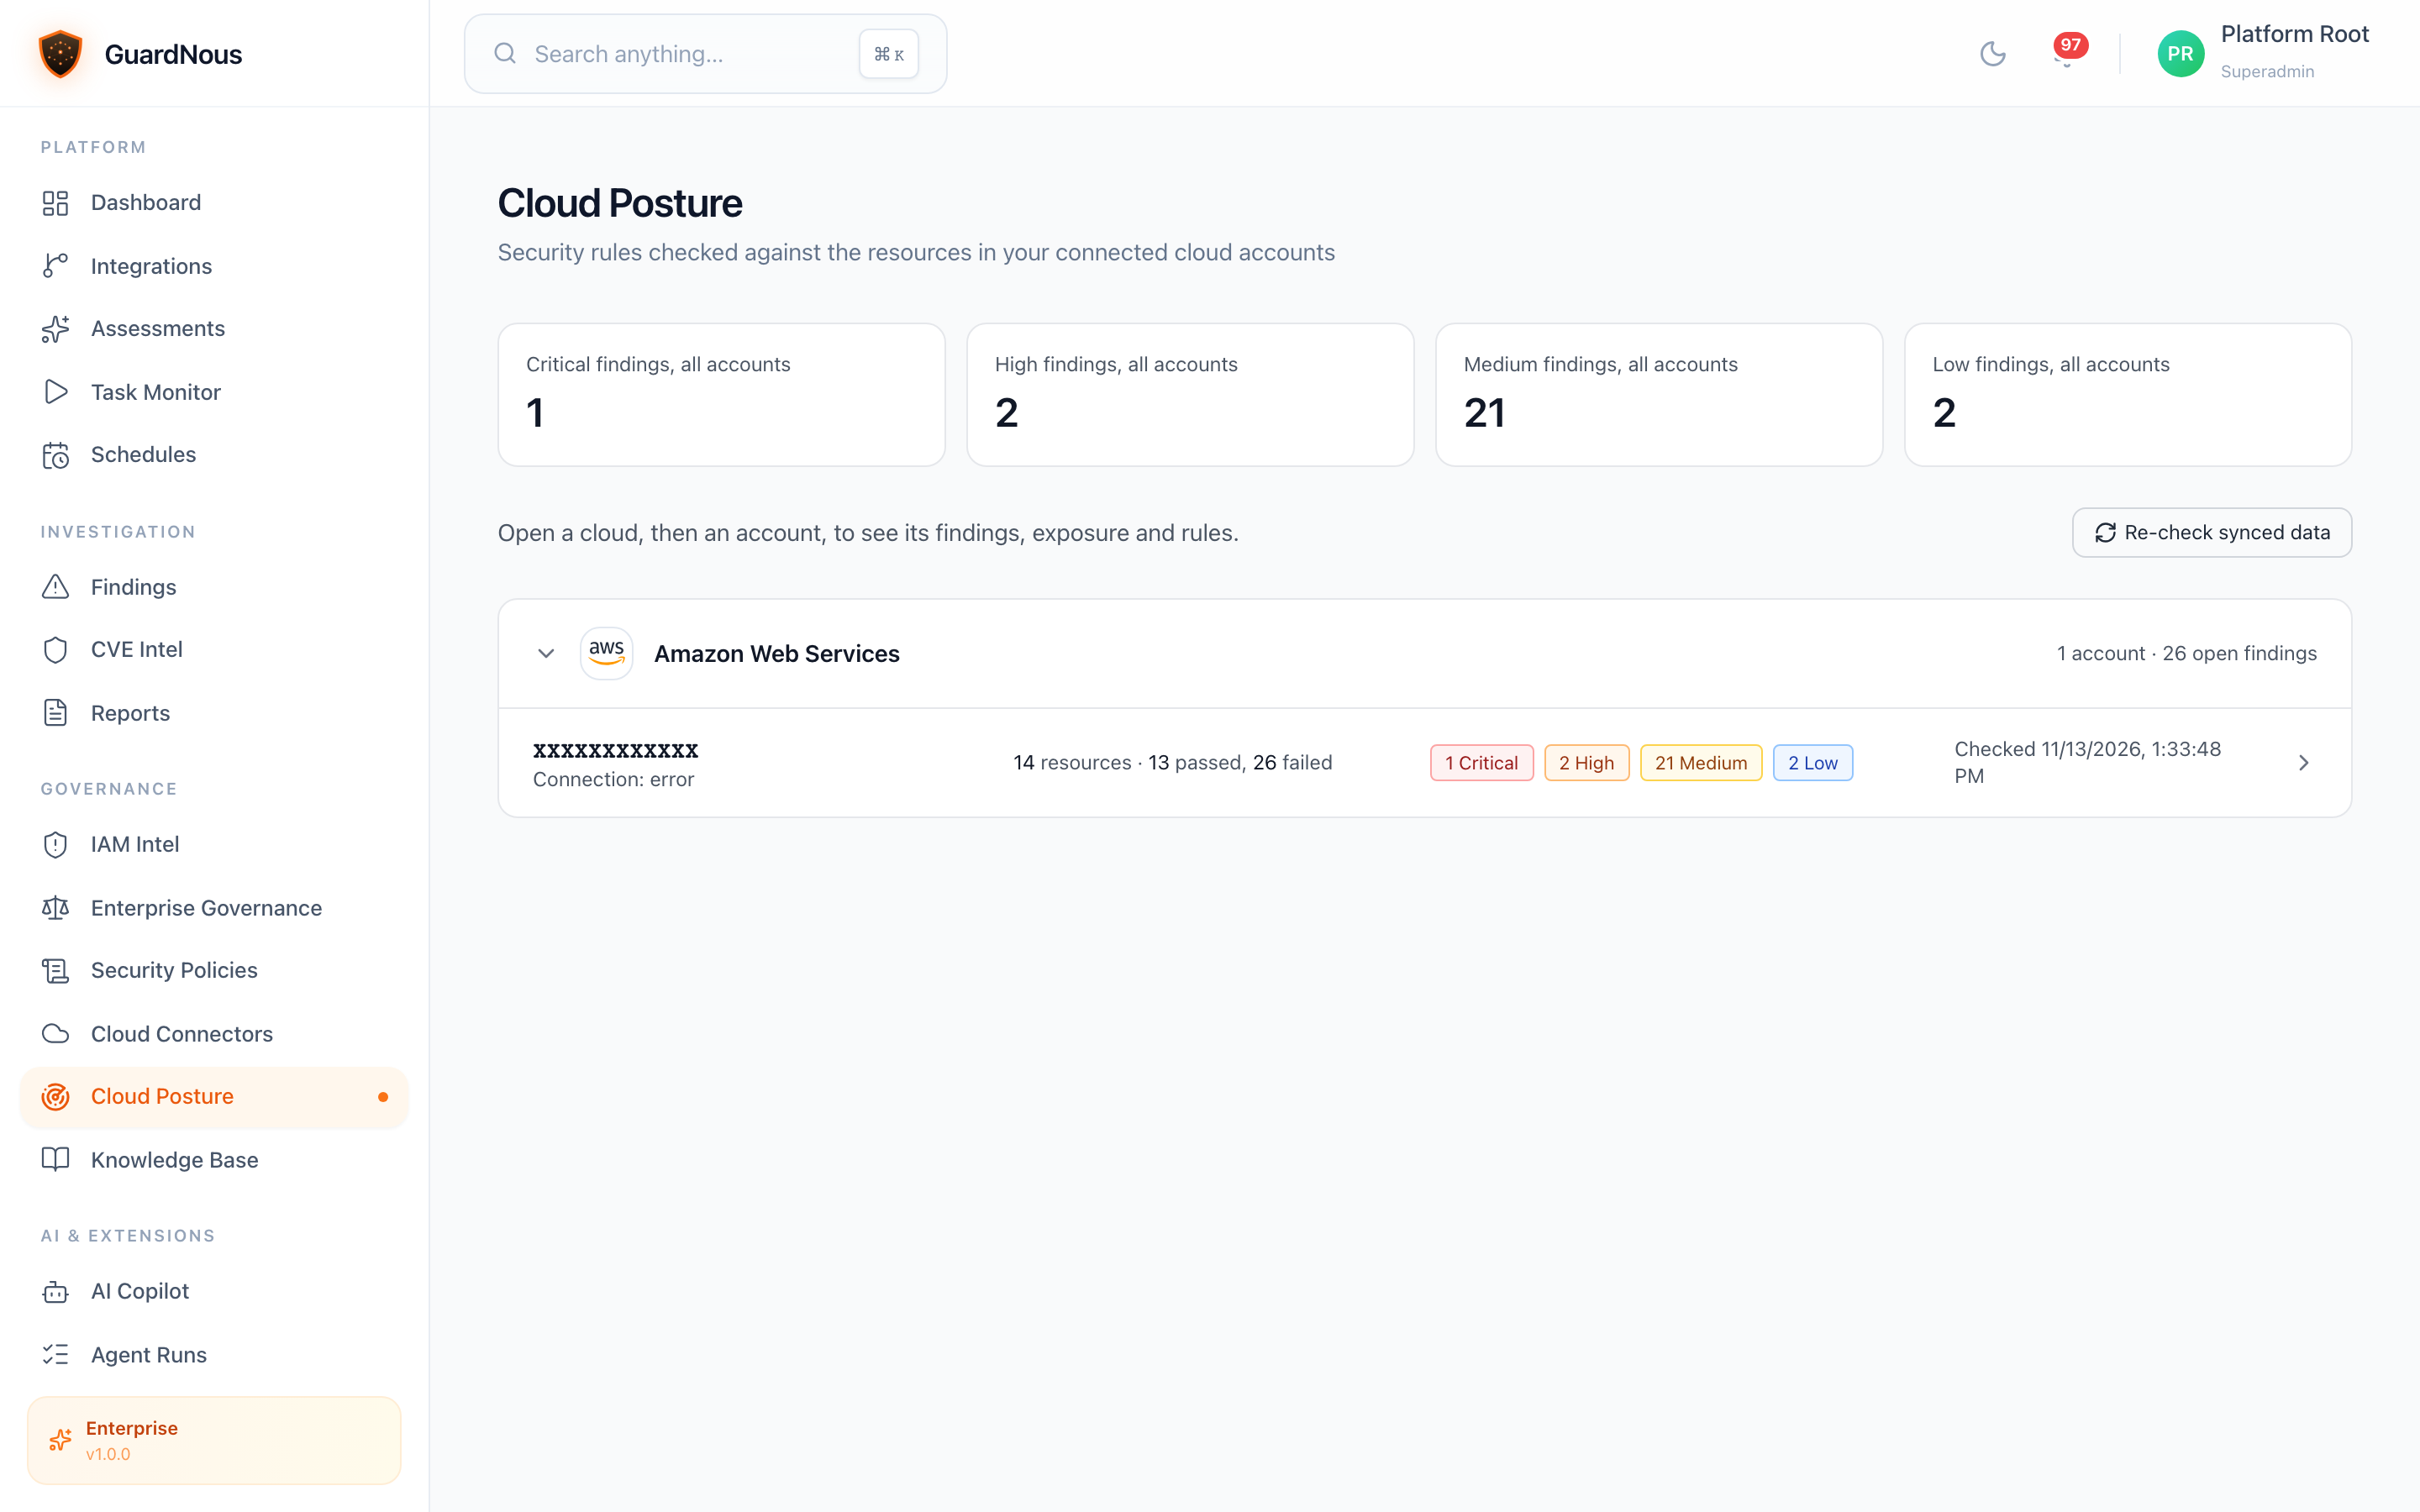 GuardNous
Search anything...
⌘ K
97
PR
Platform Root
Superadmin
PLATFORM
Dashboard
Integrations
Assessments
Task Monitor
Schedules
INVESTIGATION
Findings
CVE Intel
Reports
GOVERNANCE
IAM Intel
Enterprise Governance
Security Policies
Cloud Connectors
Cloud Posture
Knowledge Base
AI & EXTENSIONS
AI Copilot
Agent Runs
Enterprise
v1.0.0
Cloud Posture
Security rules checked against the resources in your connected cloud accounts
Critical findings, all accounts
1
High findings, all accounts
2
Medium findings, all accounts
21
Low findings, all accounts
2
Open a cloud, then an account, to see its findings, exposure and rules.
Re-check synced data
aws
Amazon Web Services
1 account · 26 open findings
xxxxxxxxxxxx
Connection: error
14 resources · 13 passed, 26 failed
1 Critical
2 High
21 Medium
2 Low
Checked 11/13/2026, 1:33:48
PM